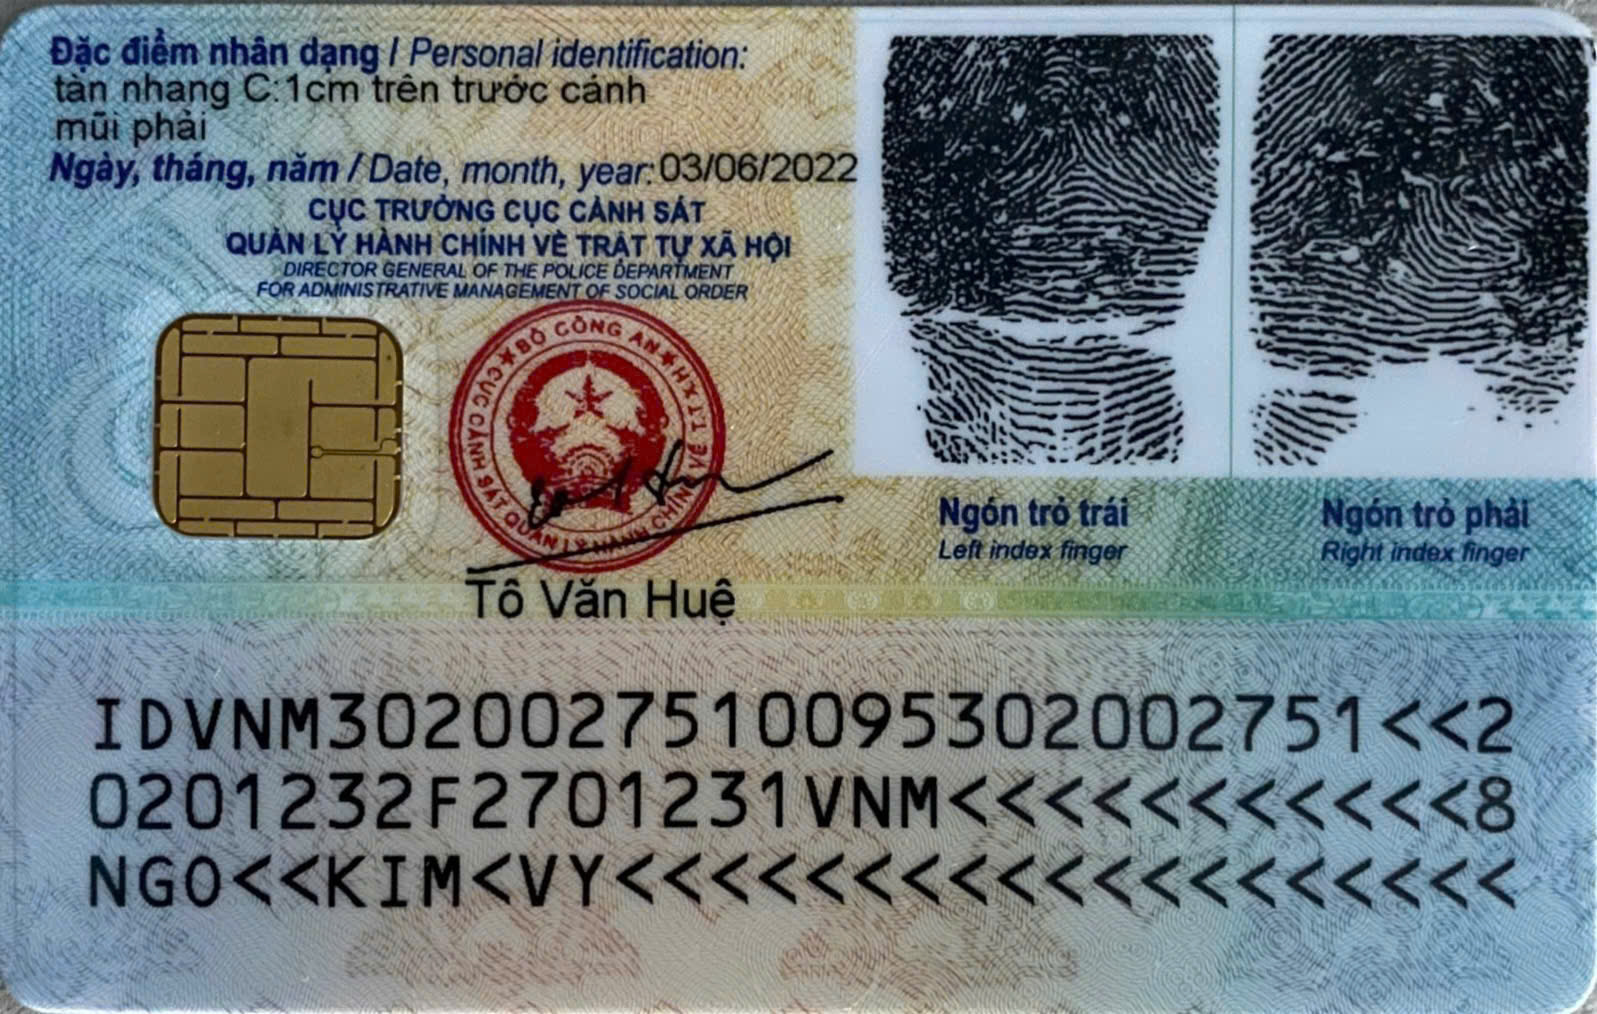 Đặc điểm nhân dạng / Personal identification:
tàn nhang C:1cm trên trước cánh
mũi phải
Ngày, tháng, năm / Date, month, year: 03/06/2022
CỤC TRƯỞNG CỤC CẢNH SÁT
QUẢN LÝ HÀNH CHÍNH VỀ TRẬT TỰ XÃ HỘI
DIRECTOR GENERAL OF THE POLICE DEPARTMENT
FOR ADMINISTRATIVE MANAGEMENT OF SOCIAL ORDER
BỘ CÔNG AN
CỤC CẢNH SÁT QUẢN LÝ HÀNH CHÍNH VỀ TTXH
Tô Văn Huệ
Ngón trỏ trái
Left index finger
Ngón trỏ phải
Right index finger
IDVNM3020027510095302002751<<2
0201232F2701231VNM<<<<<<<<<<<8
NGO<<KIM<VY<<<<<<<<<<<<<<<<<<<